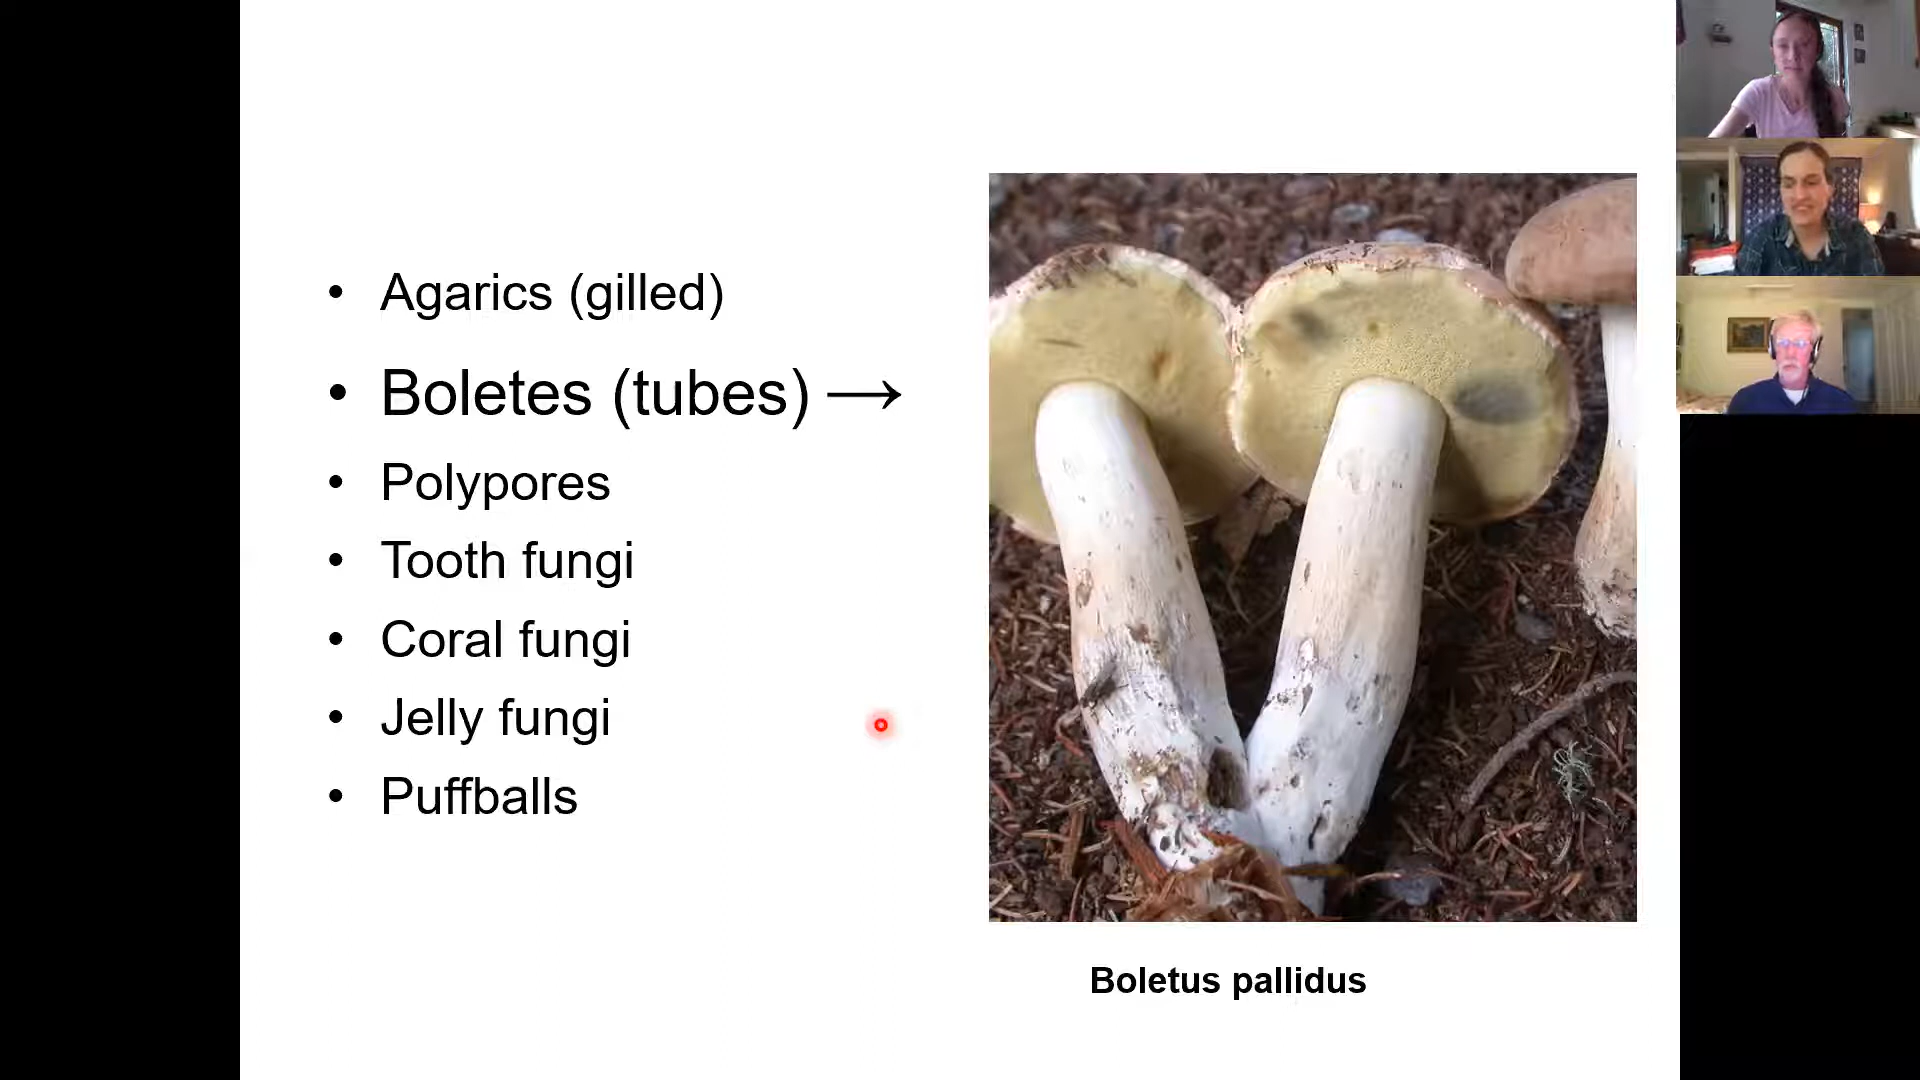 • Agarics (gilled)
• Boletes (tubes) →
• Polypores
• Tooth fungi
• Coral fungi
• Jelly fungi
• Puffballs
Boletus pallidus